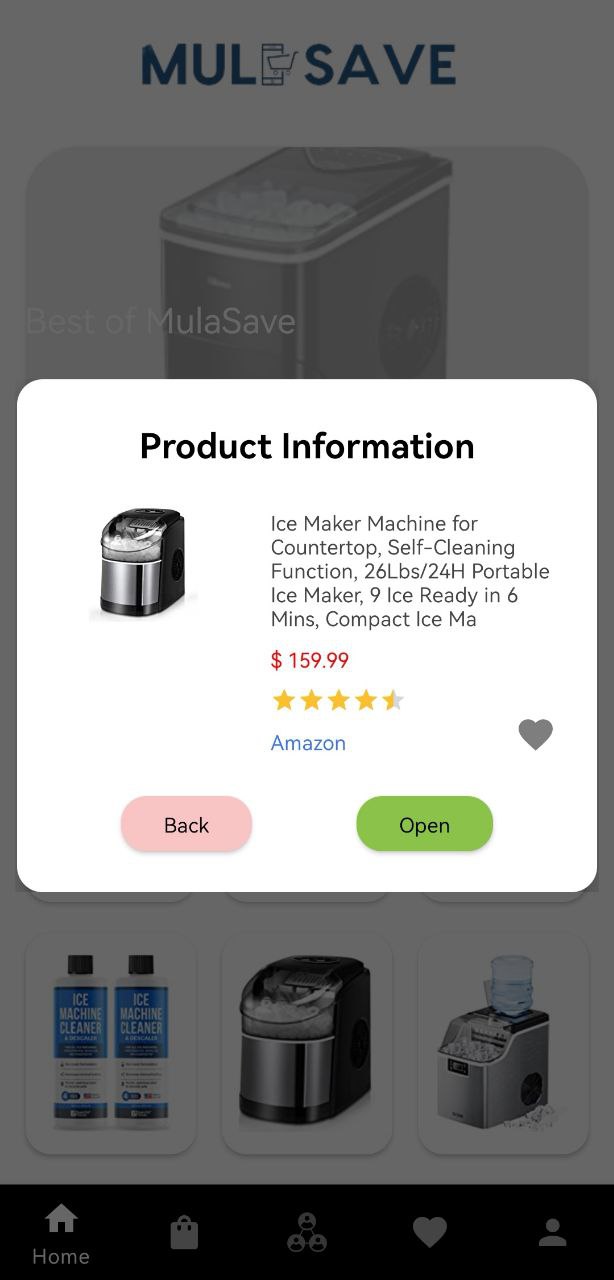 MULASAVE
Best of MulaSave
Product Information
Ice Maker Machine for
Countertop, Self-Cleaning
Function, 26Lbs/24H Portable
Ice Maker, 9 Ice Ready in 6
Mins, Compact Ice Ma
$ 159.99
Amazon
Back
Open
ICE
MACHINE
CLEANER
& DESCALER
ICE
MACHINE
CLEANER
& DESCALER
Home